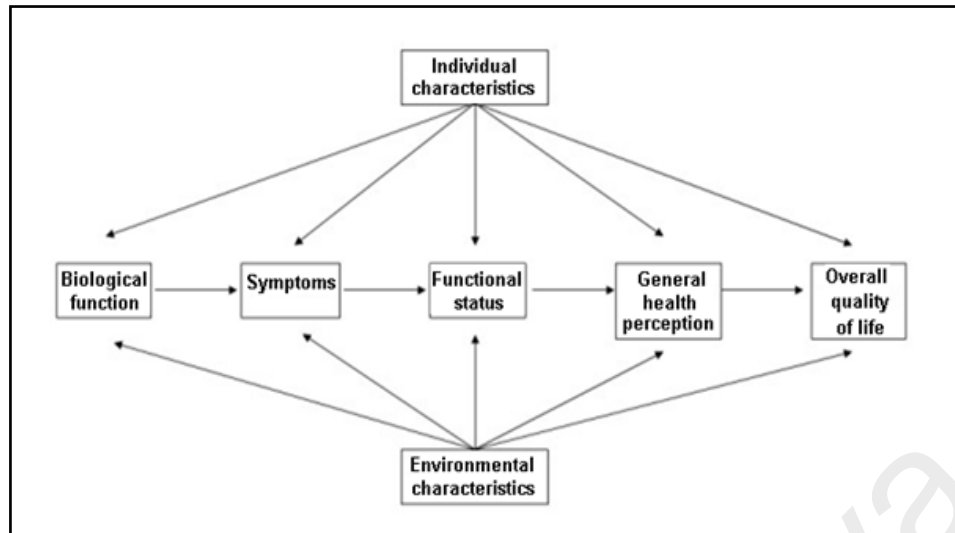 Individual
characteristics
Biological
function
Symptoms
Functional
status
General
health
perception
Overall
quality
of life
Environmental
characteristics